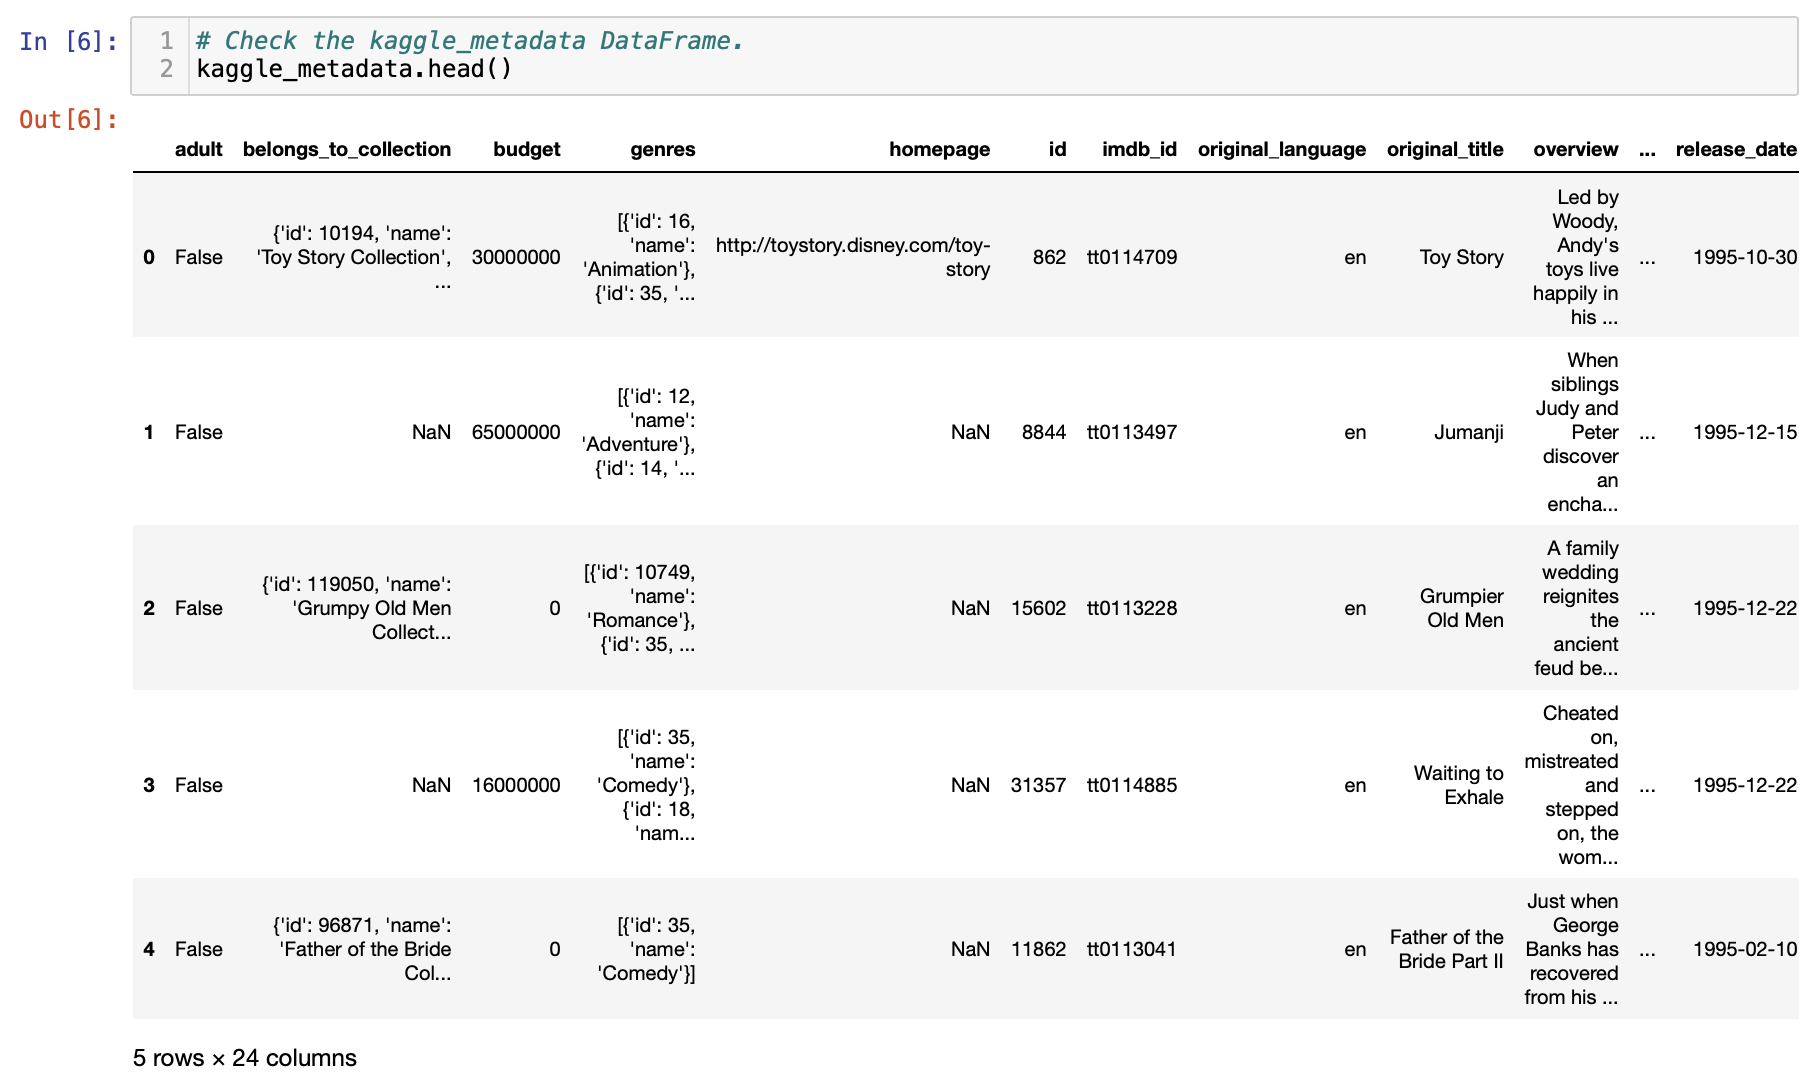 In [6]:
1 # Check the kaggle_metadata DataFrame.
2 kaggle_metadata.head()
Out[6]:
adult belongs_to_collection budget genres homepage id imdb_id original_language original_title overview ... release_date
0 False
{'id': 10194, 'name':
'Toy Story Collection',
...
30000000
[{'id': 16,
'name':
'Animation'},
{'id': 35, '...
http://toystory.disney.com/toy-
story
862 tt0114709 en Toy Story
Led by
Woody,
Andy's
toys live
happily in
his ...
... 1995-10-30
1 False NaN 65000000
[{'id': 12,
'name':
'Adventure'},
{'id': 14, '...
NaN 8844 tt0113497 en Jumanji
When
siblings
Judy and
Peter
discover
an
encha...
... 1995-12-15
2 False
{'id': 119050, 'name':
'Grumpy Old Men
Collect...
0
[{'id': 10749,
'name':
'Romance'},
{'id': 35, ...
NaN 15602 tt0113228 en
Grumpier
Old Men
A family
wedding
reignites
the
ancient
feud be...
... 1995-12-22
3 False NaN 16000000
[{'id': 35,
'name':
'Comedy'},
{'id': 18,
'nam...
NaN 31357 tt0114885 en
Waiting to
Exhale
Cheated
on,
mistreated
and
stepped
on, the
wom...
... 1995-12-22
4 False
{'id': 96871, 'name':
'Father of the Bride
Col...
0
[{'id': 35,
'name':
'Comedy'}]
NaN 11862 tt0113041 en
Father of the
Bride Part II
Just when
George
Banks has
recovered
from his ...
... 1995-02-10
5 rows × 24 columns